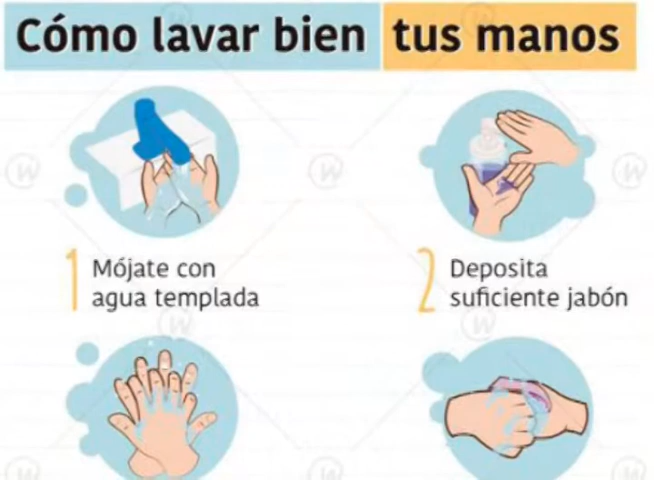 Cómo lavar bien tus manos
1 Mójate con
agua templada
2 Deposita
suficiente jabón